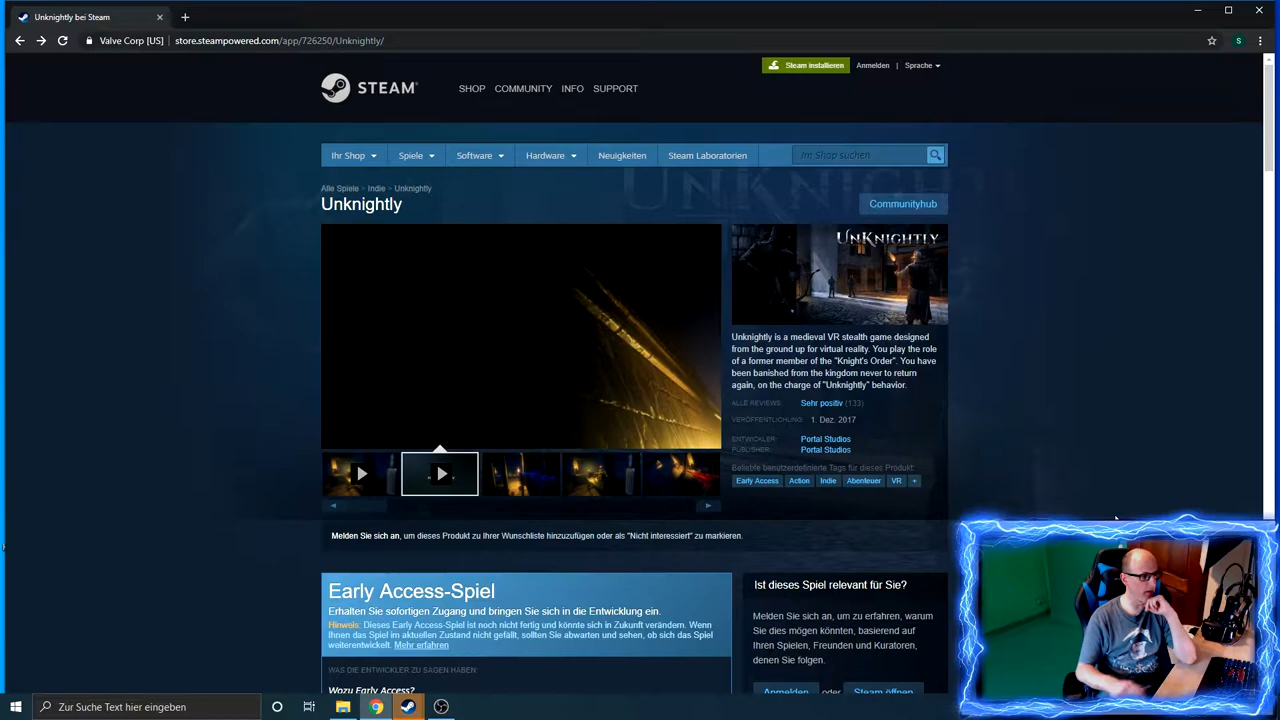 Unknightly bei Steam
Valve Corp [US] | store.steampowered.com/app/726250/Unknightly/
S
Steam installieren
Anmelden | Sprache
STEAM
SHOP COMMUNITY INFO SUPPORT
Ihr Shop Spiele Software Hardware Neuigkeiten Steam Laboratorien
Im Shop suchen
UNKNIGHTLY
Alle Spiele > Indie > Unknightly
Unknightly
Communityhub
UNKNIGHTLY
Unknightly is a medieval VR stealth game designed
from the ground up for virtual reality. You play the role
of a former member of the "Knight's Order". You have
been banished from the kingdom never to return
again, on the charge of "Unknightly" behavior.
ALLE REVIEWS: Sehr positiv (133)
VERÖFFENTLICHUNG: 1. Dez. 2017
ENTWICKLER: Portal Studios
PUBLISHER: Portal Studios
Beliebte benutzerdefinierte Tags für dieses Produkt:
Early Access Action Indie Abenteuer VR +
Melden Sie sich an, um dieses Produkt zu Ihrer Wunschliste hinzuzufügen oder als "Nicht interessiert" zu markieren.
Early Access-Spiel
Erhalten Sie sofortigen Zugang und bringen Sie sich in die Entwicklung ein.
Hinweis: Dieses Early Access-Spiel ist noch nicht fertig und könnte sich in Zukunft verändern. Wenn
Ihnen das Spiel im aktuellen Zustand nicht gefällt, sollten Sie abwarten und sehen, ob sich das Spiel
weiterentwickelt. Mehr erfahren
WAS DIE ENTWICKLER ZU SAGEN HABEN:
Wozu Early Access?
Ist dieses Spiel relevant für Sie?
Melden Sie sich an, um zu erfahren, warum
Sie dies mögen könnten, basierend auf
Ihren Spielen, Freunden und Kuratoren,
denen Sie folgen.
Anmelden oder Steam öffnen
Zur Suche Text hier eingeben